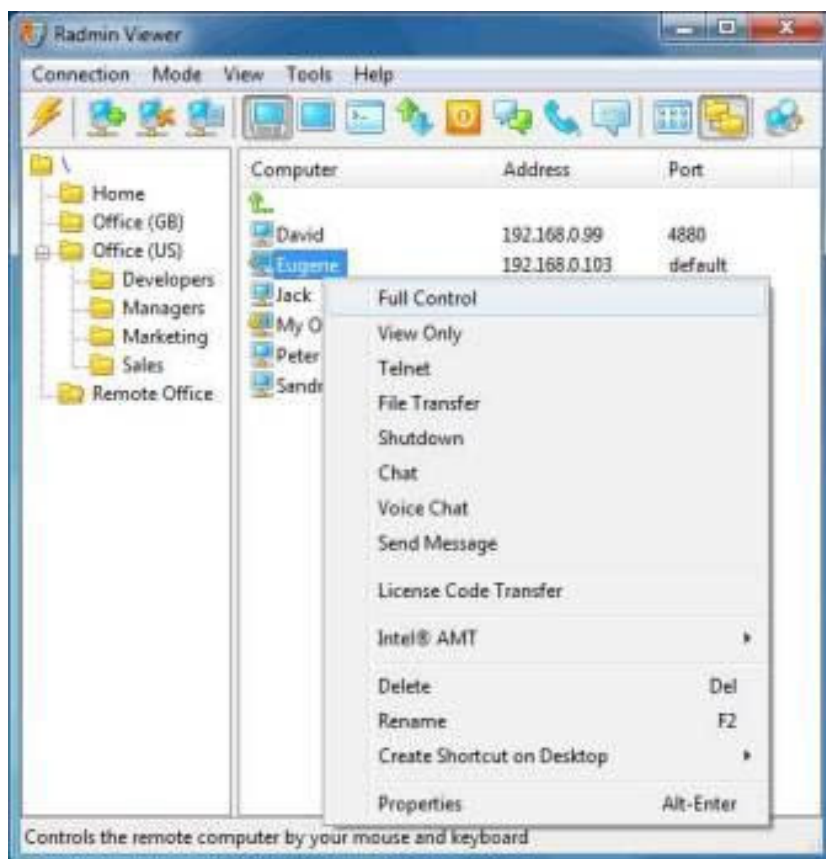 Radmin Viewer
Connection Mode View Tools Help
\
Home
Office (GB)
Office (US)
Developers
Managers
Marketing
Sales
Remote Office
Computer Address Port
David 192.168.0.99 4880
Eugene 192.168.0.103 default
Jack
My O
Peter
Sandr
Full Control
View Only
Telnet
File Transfer
Shutdown
Chat
Voice Chat
Send Message
License Code Transfer
Intel® AMT
Delete Del
Rename F2
Create Shortcut on Desktop
Properties Alt-Enter
Controls the remote computer by your mouse and keyboard